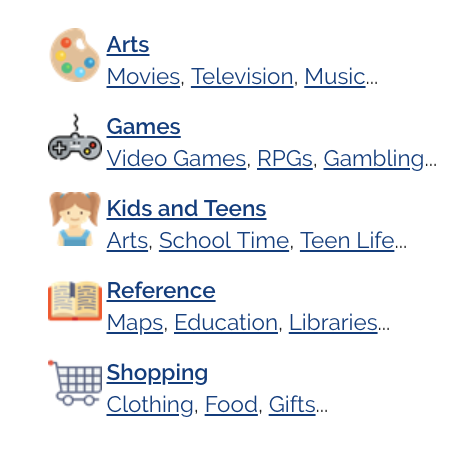 Arts
Movies, Television, Music...
Games
Video Games, RPGs, Gambling...
Kids and Teens
Arts, School Time, Teen Life...
Reference
Maps, Education, Libraries...
Shopping
Clothing, Food, Gifts...